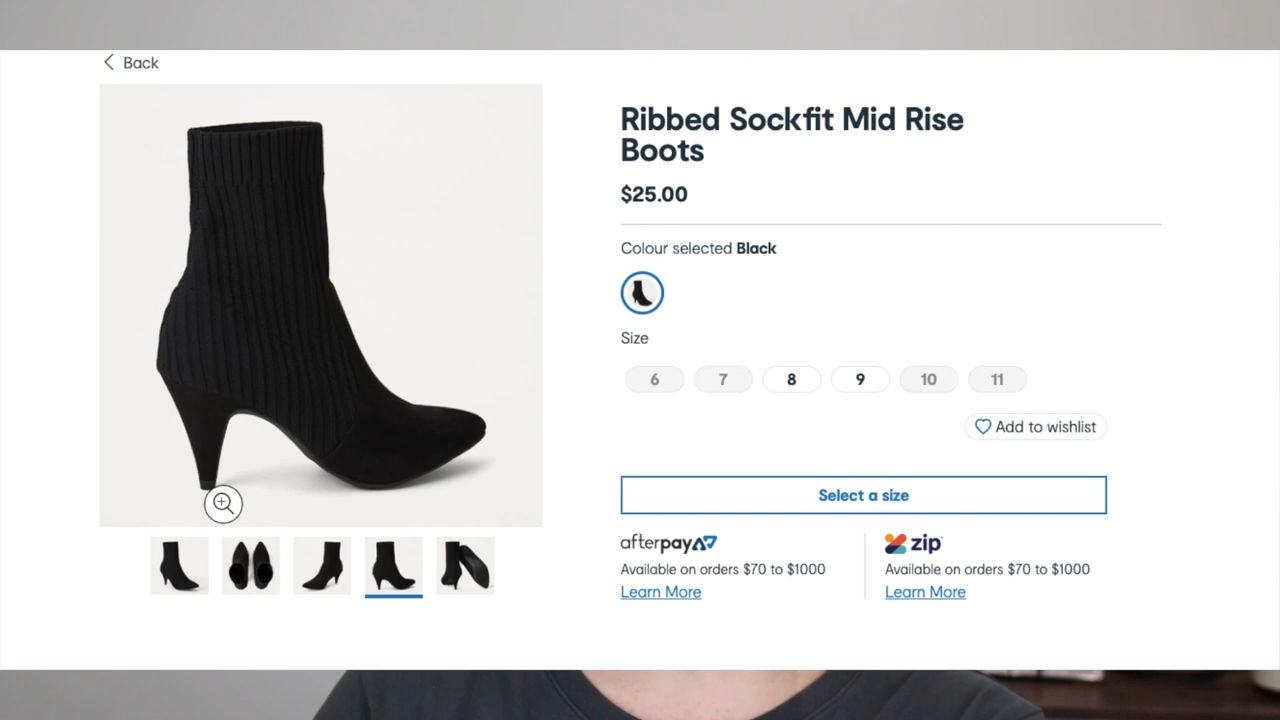 Back
Ribbed Sockfit Mid Rise
Boots
$25.00
Colour selected Black
Size
6 7 8 9 10 11
Add to wishlist
Select a size
afterpay
Available on orders $70 to $1000
Learn More
zip
Available on orders $70 to $1000
Learn More